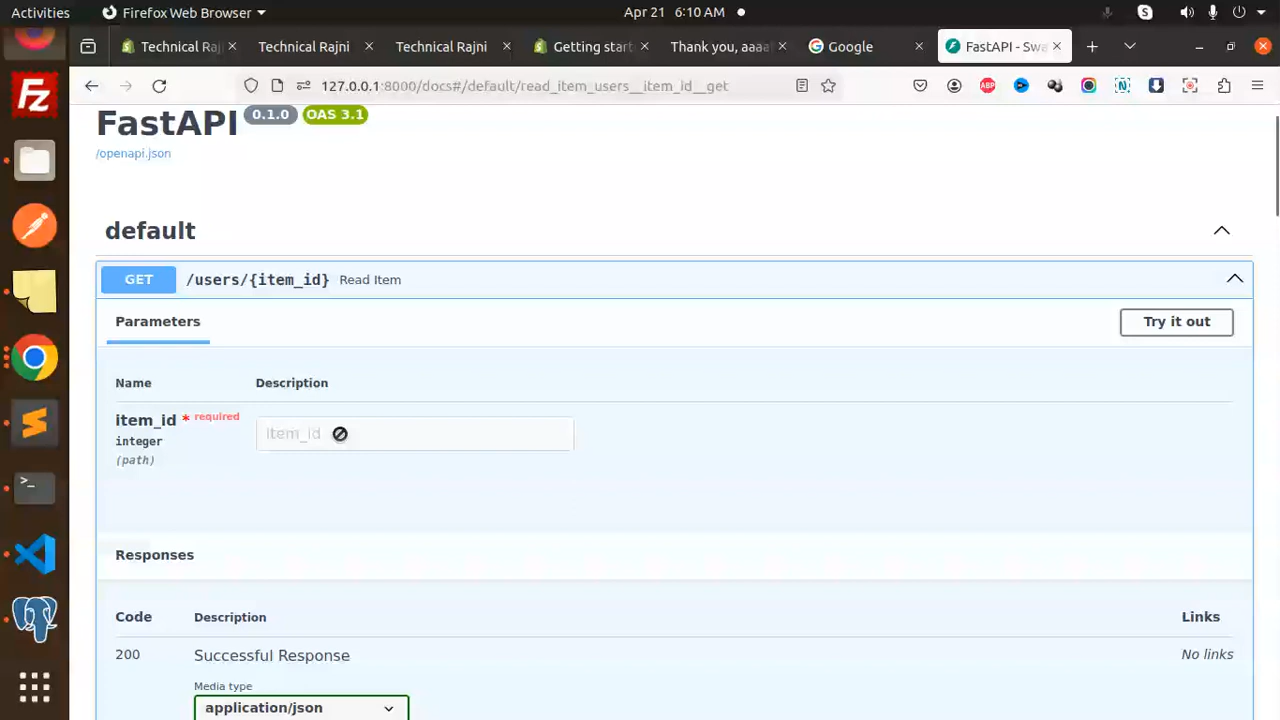 Activities
Firefox Web Browser
Apr 21 6:10 AM
Technical Raj
Technical Rajni
Technical Rajni
Getting start
Thank you, aaaa
Google
FastAPI - Swa
127.0.0.1:8000/docs#/default/read_item_users__item_id__get
FastAPI 0.1.0 OAS 3.1
/openapi.json
default
GET /users/{item_id} Read Item
Parameters
Try it out
Name Description
item_id * required
integer
(path)
item_id
Responses
Code Description Links
200 Successful Response No links
Media type
application/json